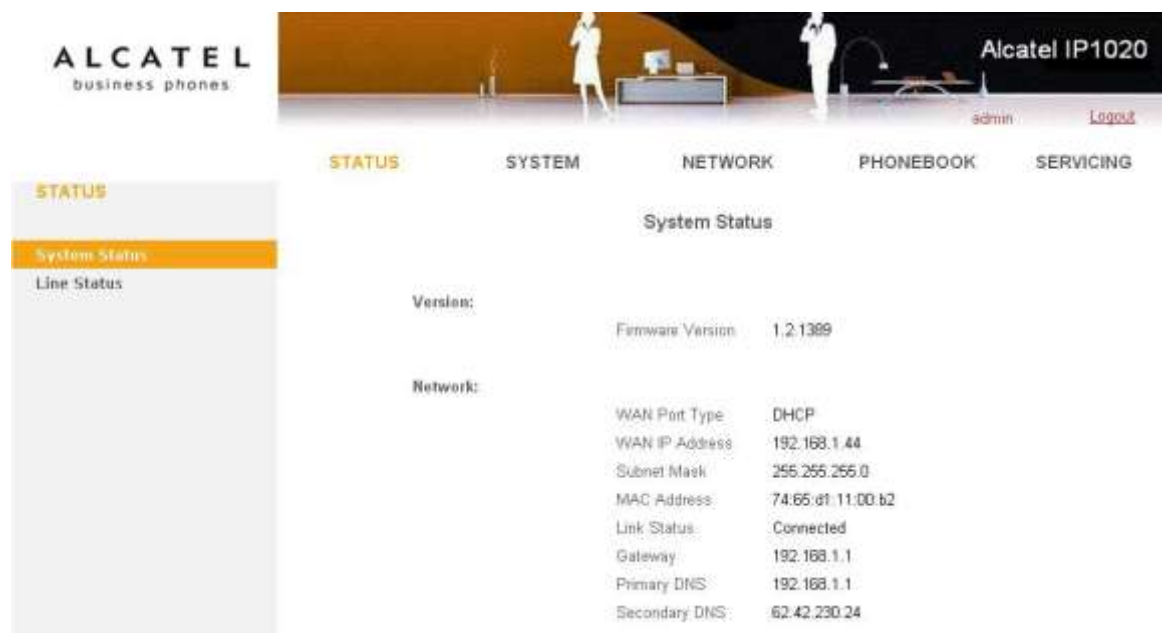 ALCATEL
business phones
Alcatel IP1020
admin Logout
STATUS SYSTEM NETWORK PHONEBOOK SERVICING
STATUS
System Status
System Status
Line Status
Version:
Firmware Version 1.2.1389
Network:
WAN Port Type DHCP
WAN IP Address 192.168.1.44
Subnet Mask 255.255.255.0
MAC Address 74:65:d1:11:00:b2
Link Status Connected
Gateway 192.168.1.1
Primary DNS 192.168.1.1
Secondary DNS 62.42.230.24